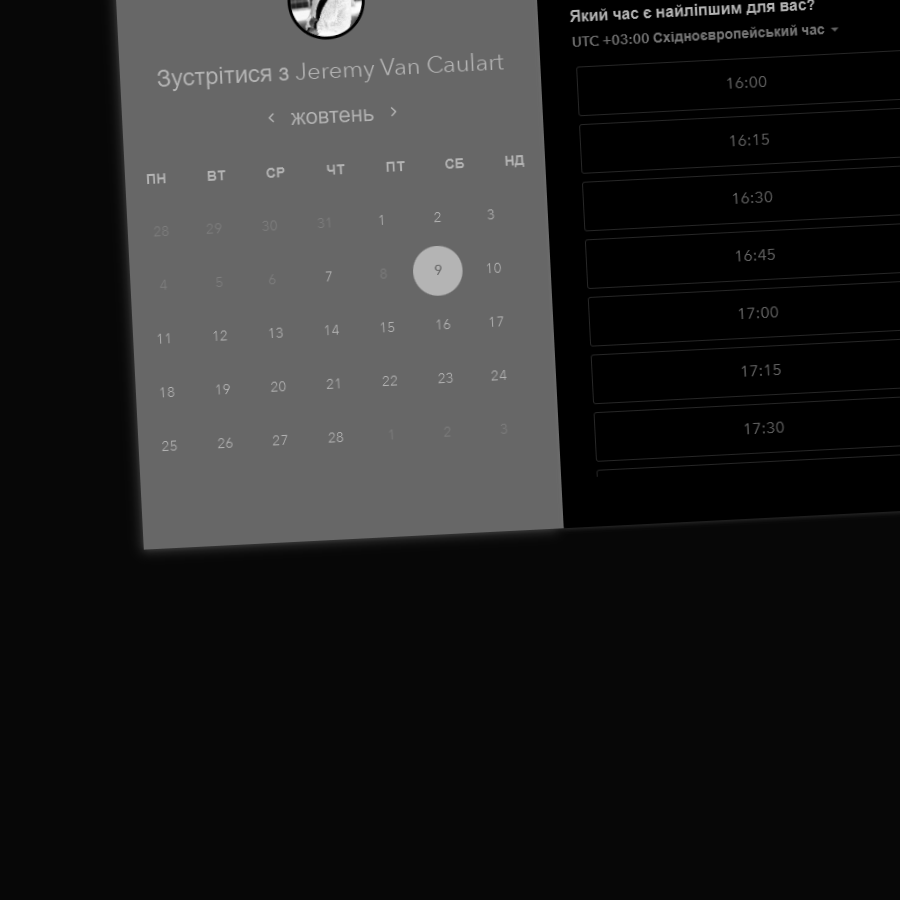 Зустрітися з Jeremy Van Caulart
‹ жовтень ›
ПН ВТ СР ЧТ ПТ СБ НД
28 29 30 31 1 2 3
4 5 6 7 8 9 10
11 12 13 14 15 16 17
18 19 20 21 22 23 24
25 26 27 28 1 2 3
Який час є найліпшим для вас?
UTC +03:00 Східноєвропейський час
16:00
16:15
16:30
16:45
17:00
17:15
17:30